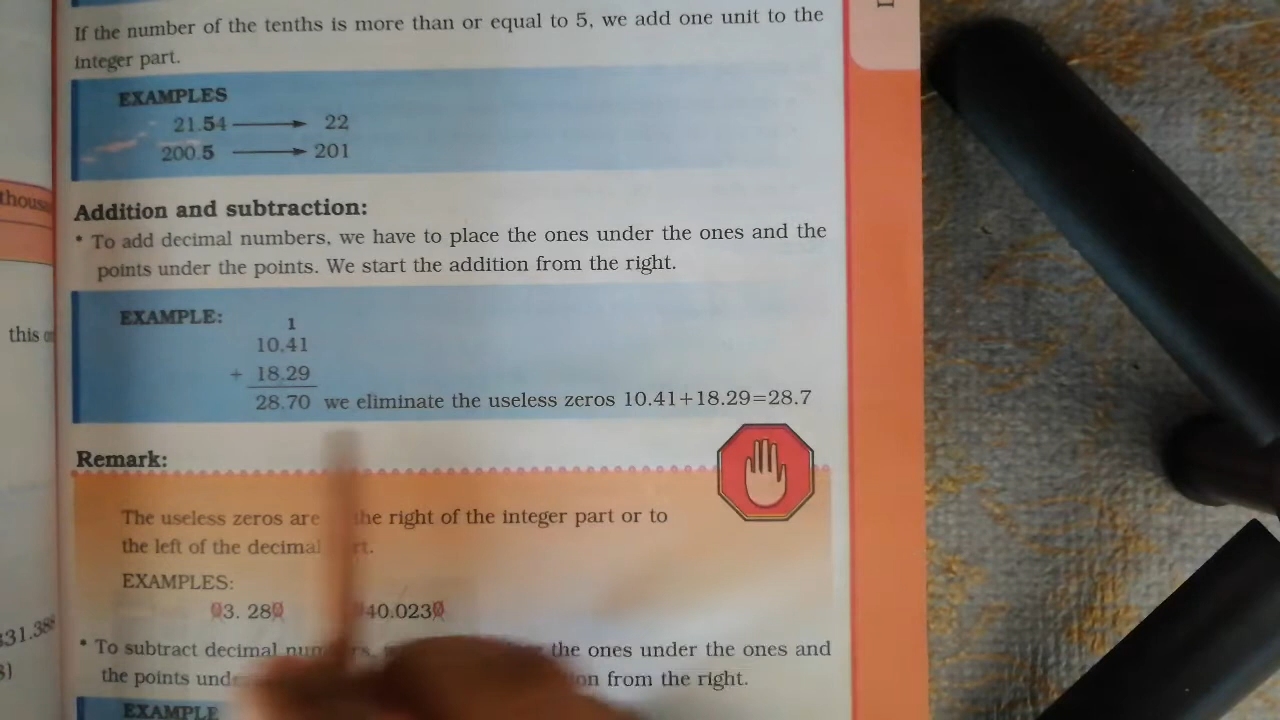 If the number of the tenths is more than or equal to 5, we add one unit to the
integer part.
EXAMPLES
21.54 → 22
200.5 → 201
Addition and subtraction:
• To add decimal numbers, we have to place the ones under the ones and the
points under the points. We start the addition from the right.
EXAMPLE:
1
10.41
+ 18.29
28.70 we eliminate the useless zeros 10.41+18.29=28.7
Remark:
The useless zeros are the right of the integer part or to
the left of the decimal
EXAMPLES:
03. 280 40.0230
• To subtract decimal the ones under the ones and
the points from the right.
EXAMPLE
this
31.388